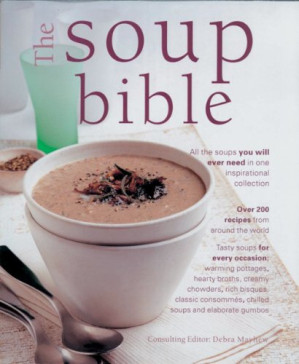 The
soup
bible
All the soups you will
ever need in one
inspirational
collection
Over 200
recipes from
around the world
Tasty soups for
every occasion:
warming pottages,
hearty broths, creamy
chowders, rich bisques,
classic consommés, chilled
soups and elaborate gumbos
Consulting Editor: Debra Mayhew